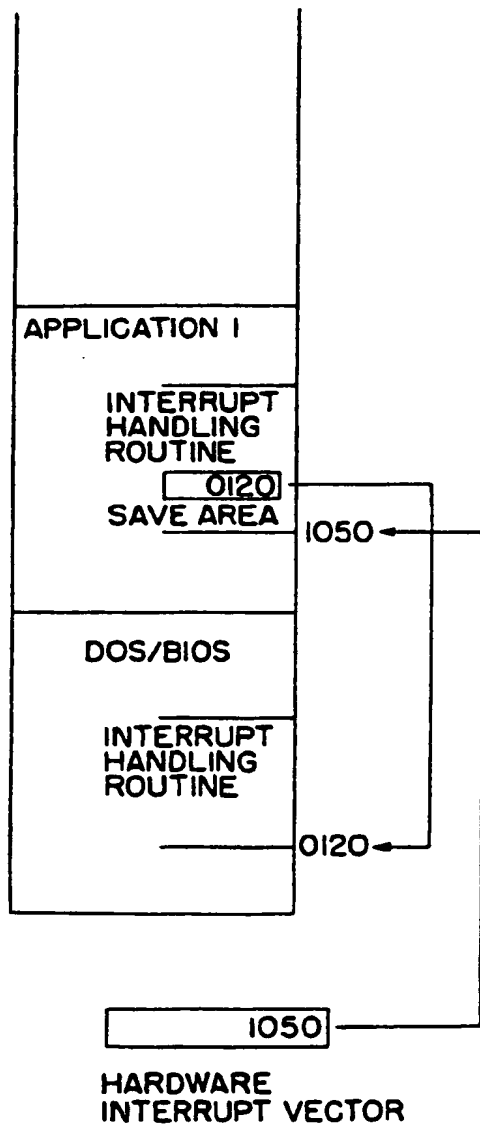 APPLICATION 1
INTERRUPT
HANDLING
ROUTINE
0120
SAVE AREA
1050
DOS/BIOS
INTERRUPT
HANDLING
ROUTINE
0120
1050
HARDWARE
INTERRUPT VECTOR